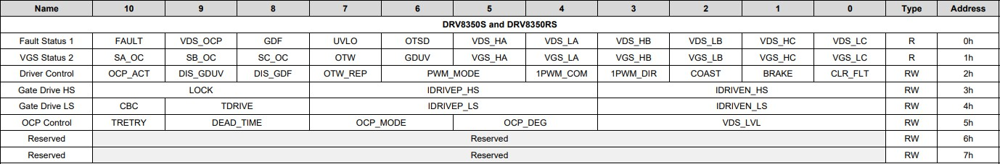 Name 10 9 8 7 6 5 4 3 2 1 0 Type Address
DRV8350S and DRV8350RS
Fault Status 1 FAULT VDS_OCP GDF UVLO OTSD VDS_HA VDS_LA VDS_HB VDS_LB VDS_HC VDS_LC R 0h
VGS Status 2 SA_OC SB_OC SC_OC OTW GDUV VGS_HA VGS_LA VGS_HB VGS_LB VGS_HC VGS_LC R 1h
Driver Control OCP_ACT DIS_GDUV DIS_GDF OTW_REP PWM_MODE 1PWM_COM 1PWM_DIR COAST BRAKE CLR_FLT RW 2h
Gate Drive HS LOCK IDRIVEP_HS IDRIVEN_HS RW 3h
Gate Drive LS CBC TDRIVE IDRIVEP_LS IDRIVEN_LS RW 4h
OCP Control TRETRY DEAD_TIME OCP_MODE OCP_DEG VDS_LVL RW 5h
Reserved Reserved RW 6h
Reserved Reserved RW 7h